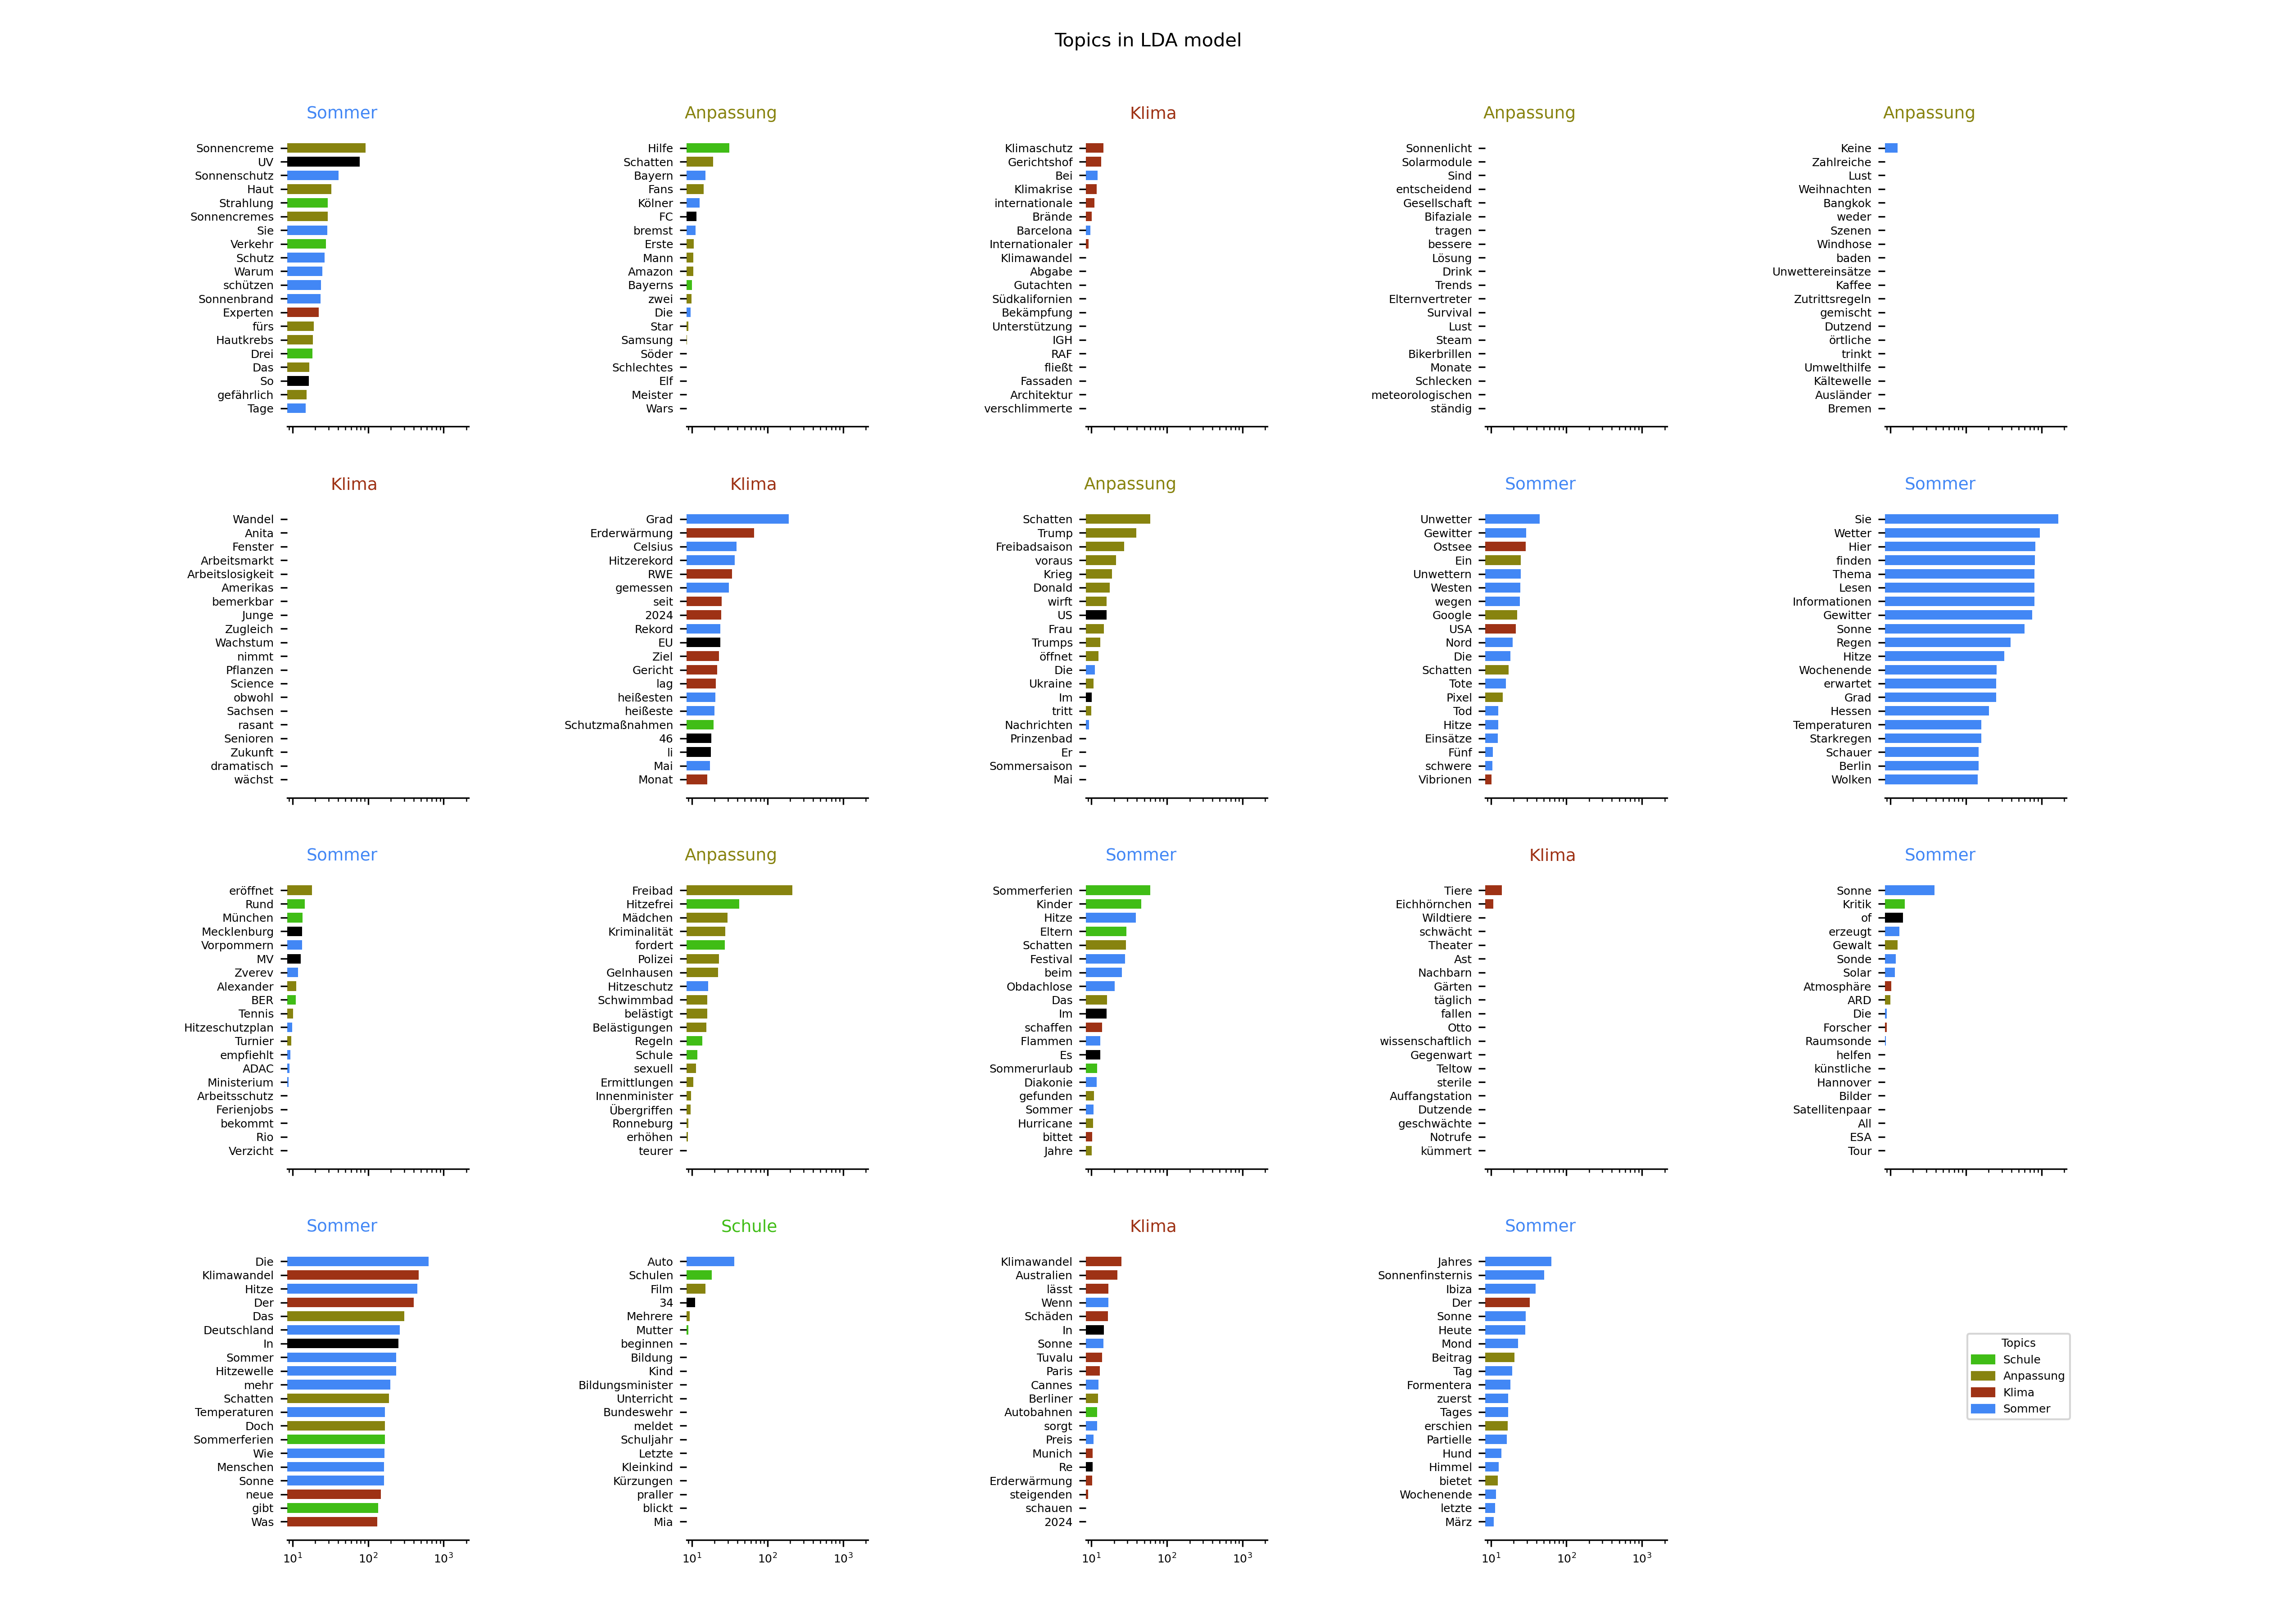 Topics in LDA model
Sommer
Sonnencreme
UV
Sonnenschutz
Haut
Strahlung
Sonnencremes
Sie
Verkehr
Schutz
Warum
schützen
Sonnenbrand
Experten
fürs
Hautkrebs
Drei
Das
So
gefährlich
Tage
Anpassung
Hilfe
Schatten
Bayern
Fans
Kölner
FC
bremst
Erste
Mann
Amazon
Bayerns
zwei
Die
Star
Samsung
Söder
Schlechtes
Elf
Meister
Wars
Klima
Klimaschutz
Gerichtshof
Bei
Klimakrise
internationale
Brände
Barcelona
Internationaler
Klimawandel
Abgabe
Gutachten
Südkalifornien
Bekämpfung
Unterstützung
IGH
RAF
fließt
Fassaden
Architektur
verschlimmerte
Anpassung
Sonnenlicht
Solarmodule
Sind
entscheidend
Gesellschaft
Bifaziale
tragen
bessere
Lösung
Drink
Trends
Elternvertreter
Survival
Lust
Steam
Bikerbrillen
Monate
Schlecken
meteorologischen
ständig
Anpassung
Keine
Zahlreiche
Lust
Weihnachten
Bangkok
weder
Szenen
Windhose
baden
Unwettereinsätze
Kaffee
Zutrittsregeln
gemischt
Dutzend
örtliche
trinkt
Umwelthilfe
Kältewelle
Ausländer
Bremen
Klima
Wandel
Anita
Fenster
Arbeitsmarkt
Arbeitslosigkeit
Amerikas
bemerkbar
Junge
Zugleich
Wachstum
nimmt
Pflanzen
Science
obwohl
Sachsen
rasant
Senioren
Zukunft
dramatisch
wächst
Klima
Grad
Erderwärmung
Celsius
Hitzerekord
RWE
gemessen
seit
2024
Rekord
EU
Ziel
Gericht
lag
heißesten
heißeste
Schutzmaßnahmen
46
li
Mai
Monat
Anpassung
Schatten
Trump
Freibadsaison
voraus
Krieg
Donald
wirft
US
Frau
Trumps
öffnet
Die
Ukraine
Im
tritt
Nachrichten
Prinzenbad
Er
Sommersaison
Mai
Sommer
Unwetter
Gewitter
Ostsee
Ein
Unwettern
Westen
wegen
Google
USA
Nord
Die
Schatten
Tote
Pixel
Tod
Hitze
Einsätze
Fünf
schwere
Vibrionen
Sommer
Sie
Wetter
Hier
finden
Thema
Lesen
Informationen
Gewitter
Sonne
Regen
Hitze
Wochenende
erwartet
Grad
Hessen
Temperaturen
Starkregen
Schauer
Berlin
Wolken
Sommer
eröffnet
Rund
München
Mecklenburg
Vorpommern
MV
Zverev
Alexander
BER
Tennis
Hitzeschutzplan
Turnier
empfiehlt
ADAC
Ministerium
Arbeitsschutz
Ferienjobs
bekommt
Rio
Verzicht
Anpassung
Freibad
Hitzefrei
Mädchen
Kriminalität
fordert
Polizei
Gelnhausen
Hitzeschutz
Schwimmbad
belästigt
Belästigungen
Regeln
Schule
sexuell
Ermittlungen
Innenminister
Übergriffen
Ronneburg
erhöhen
teurer
Sommer
Sommerferien
Kinder
Hitze
Eltern
Schatten
Festival
beim
Obdachlose
Das
Im
schaffen
Flammen
Es
Sommerurlaub
Diakonie
gefunden
Sommer
Hurricane
bittet
Jahre
Klima
Tiere
Eichhörnchen
Wildtiere
schwächt
Theater
Ast
Nachbarn
Gärten
täglich
fallen
Otto
wissenschaftlich
Gegenwart
Teltow
sterile
Auffangstation
Dutzende
geschwächte
Notrufe
kümmert
Sommer
Sonne
Kritik
of
erzeugt
Gewalt
Sonde
Solar
Atmosphäre
ARD
Die
Forscher
Raumsonde
helfen
künstliche
Hannover
Bilder
Satellitenpaar
All
ESA
Tour
Sommer
Die
Klimawandel
Hitze
Der
Das
Deutschland
In
Sommer
Hitzewelle
mehr
Schatten
Temperaturen
Doch
Sommerferien
Wie
Menschen
Sonne
neue
gibt
Was
10¹ 10² 10³
Schule
Auto
Schulen
Film
34
Mehrere
Mutter
beginnen
Bildung
Kind
Bildungsminister
Unterricht
Bundeswehr
meldet
Schuljahr
Letzte
Kleinkind
Kürzungen
praller
blickt
Mia
10¹ 10² 10³
Klima
Klimawandel
Australien
lässt
Wenn
Schäden
In
Sonne
Tuvalu
Paris
Cannes
Berliner
Autobahnen
sorgt
Preis
Munich
Re
Erderwärmung
steigenden
schauen
2024
10¹ 10² 10³
Sommer
Jahres
Sonnenfinsternis
Ibiza
Der
Sonne
Heute
Mond
Beitrag
Tag
Formentera
zuerst
Tages
erschien
Partielle
Hund
Himmel
bietet
Wochenende
letzte
März
10¹ 10² 10³
Topics
Schule
Anpassung
Klima
Sommer